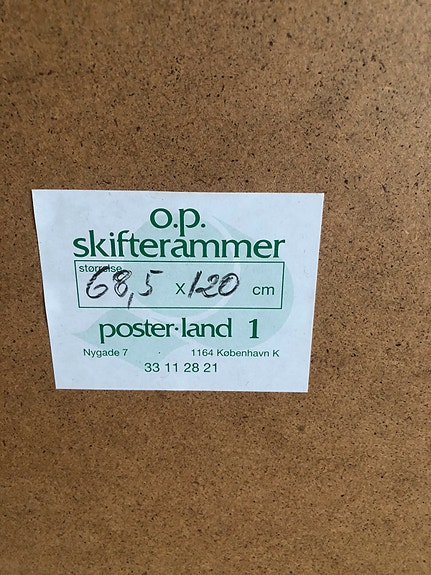 o.p.
skifterammer
størrelse
68,5 x 120 cm
poster·land 1
Nygade 7 · 1164 København K
33 11 28 21